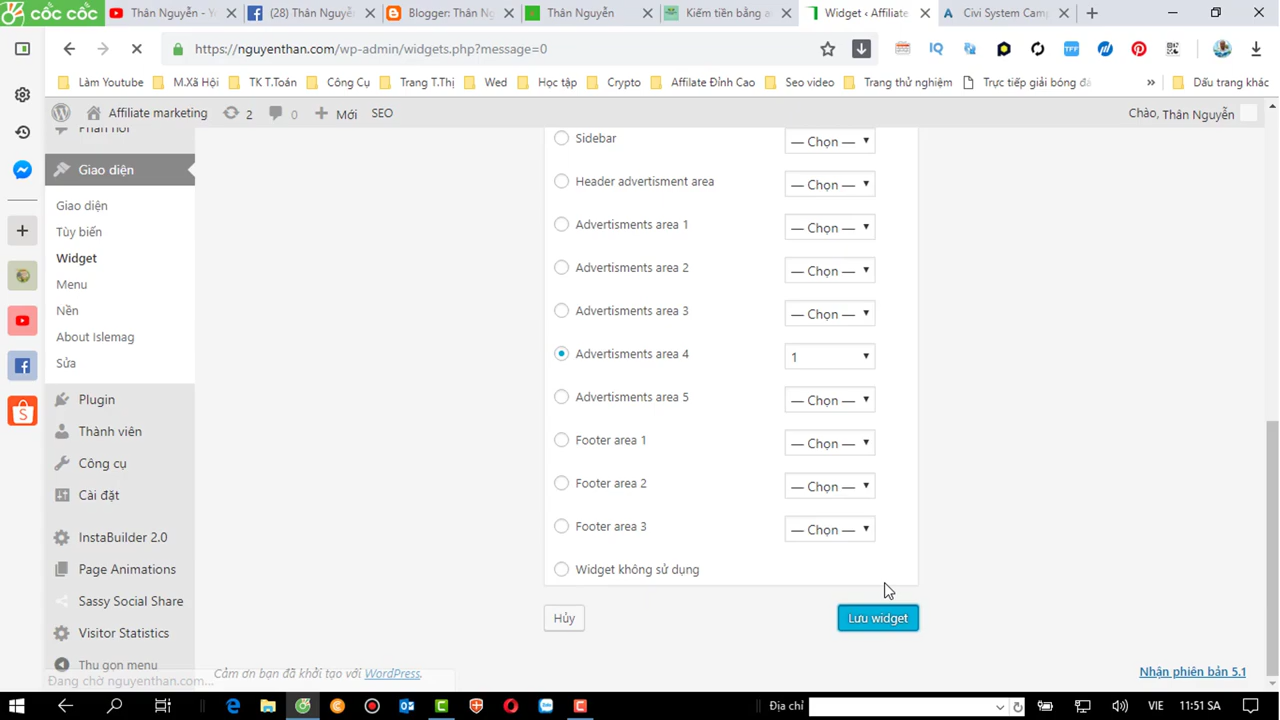 cốc cốc
Thân Nguyễn - Y
(28) Thân Nguyễ
Blogger: Thân Ng
Thân Nguyễn
Kiếm tiền bằng a
Widget ‹ Affiliate
Civi System Cam
https://nguyenthan.com/wp-admin/widgets.php?message=0
IQ
TFF
Làm Youtube
M.Xã Hội
TK T.Toán
Công Cụ
Trang T.Thị
Wed
Học tập
Crypto
Affilate Đỉnh Cao
Seo video
Trang thử nghiệm
Trực tiếp giải bóng đá
»
Dấu trang khác
Affiliate marketing
2
0
Mới
SEO
Chào, Thân Nguyễn
Phản hồi
Giao diện
Giao diện
Tùy biến
Widget
Menu
Nền
About Islemag
Sửa
Plugin
Thành viên
Công cụ
Cài đặt
InstaBuilder 2.0
Page Animations
Sassy Social Share
Visitor Statistics
Thu gọn menu
Đang chờ nguyenthan.com...
Sidebar — Chọn —
Header advertisment area — Chọn —
Advertisments area 1 — Chọn —
Advertisments area 2 — Chọn —
Advertisments area 3 — Chọn —
Advertisments area 4 1
Advertisments area 5 — Chọn —
Footer area 1 — Chọn —
Footer area 2 — Chọn —
Footer area 3 — Chọn —
Widget không sử dụng
Hủy
Lưu widget
Cảm ơn bạn đã khởi tạo với WordPress.
Nhận phiên bản 5.1
Địa chỉ
VIE
11:51 SA